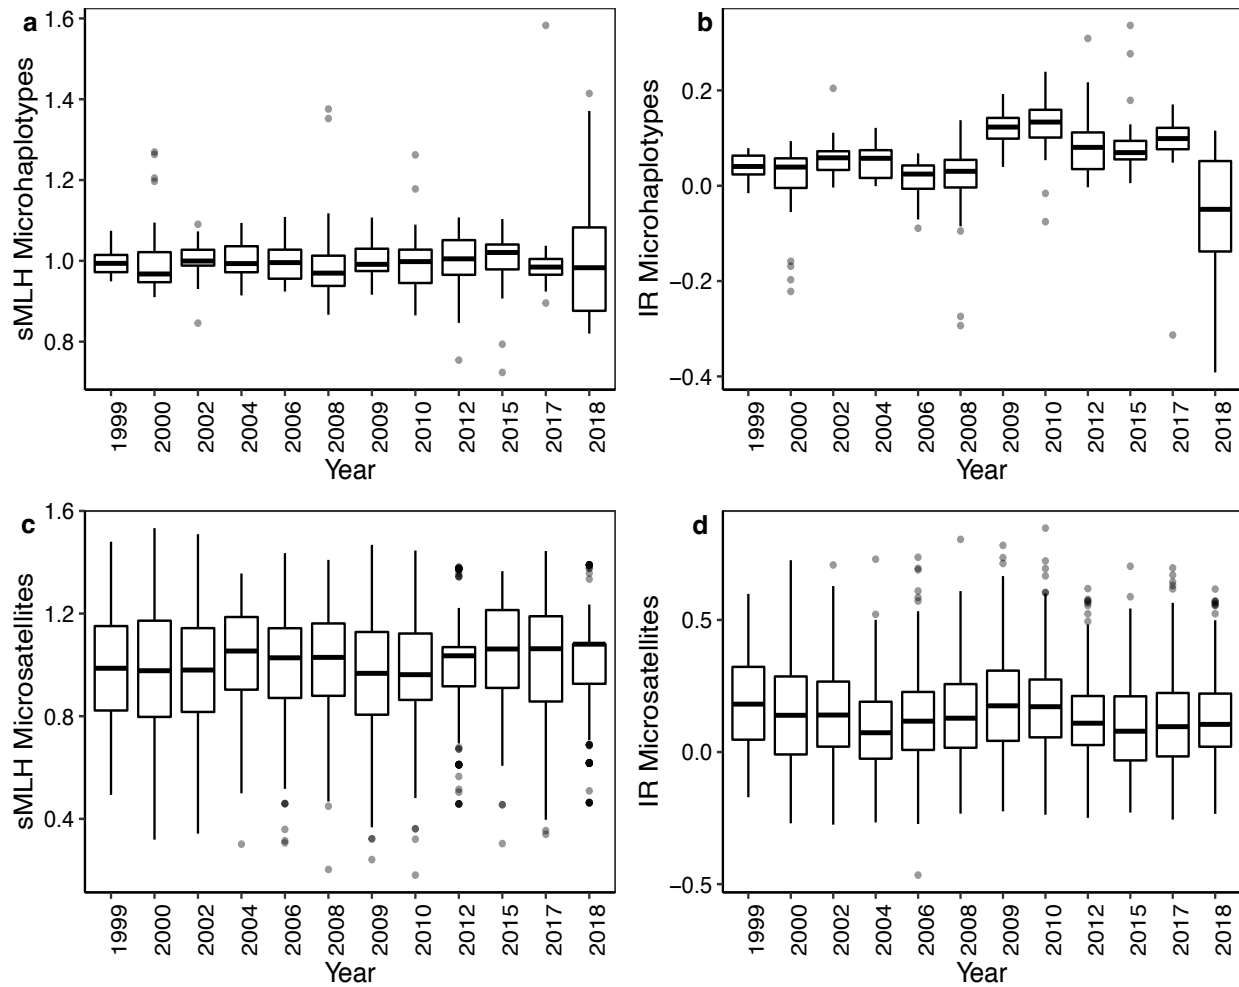 a
sMLH Microhaplotypes
1.6
1.4
1.2
1.0
0.8
1999 2000 2002 2004 2006 2008 2009 2010 2012 2015 2017 2018
Year
b
IR Microhaplotypes
0.2
0.0
−0.2
−0.4
1999 2000 2002 2004 2006 2008 2009 2010 2012 2015 2017 2018
Year
c
sMLH Microsatellites
1.6
1.2
0.8
0.4
1999 2000 2002 2004 2006 2008 2009 2010 2012 2015 2017 2018
Year
d
IR Microsatellites
0.5
0.0
−0.5
1999 2000 2002 2004 2006 2008 2009 2010 2012 2015 2017 2018
Year